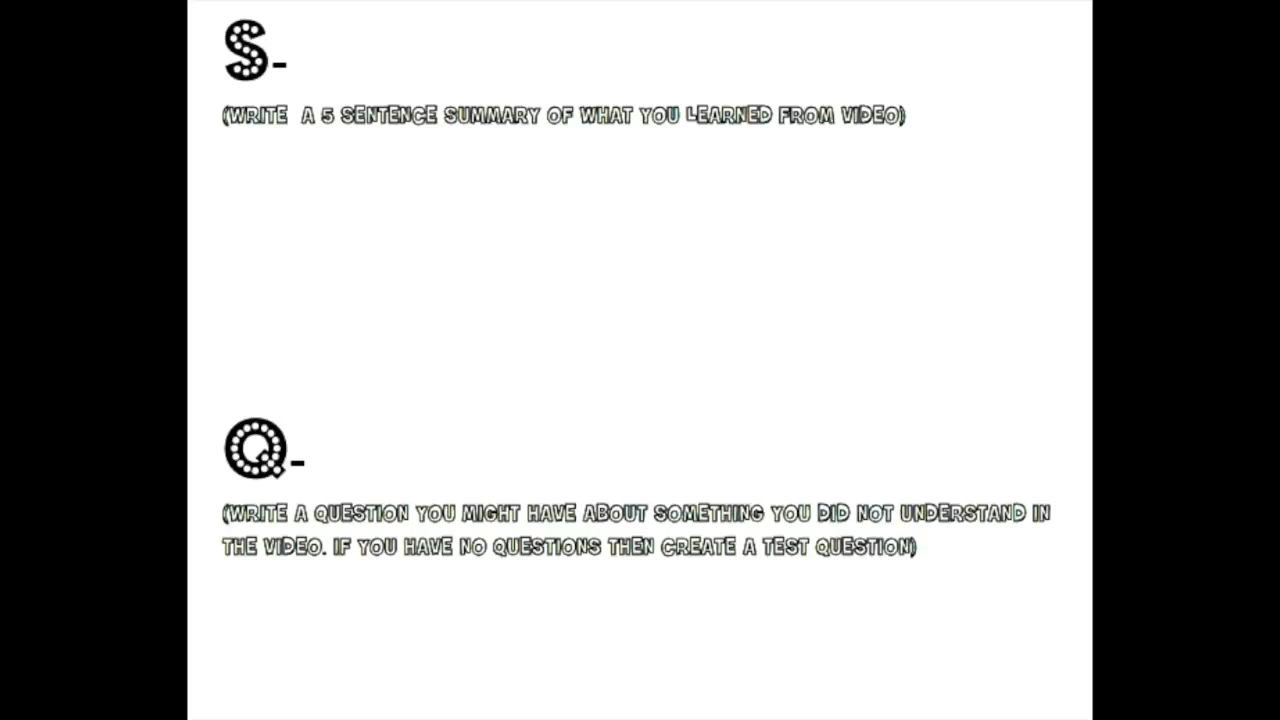 S-
(WRITE A 5 SENTENCE SUMMARY OF WHAT YOU LEARNED FROM VIDEO)
Q-
(WRITE A QUESTION YOU MIGHT HAVE ABOUT SOMETHING YOU DID NOT UNDERSTAND IN
THE VIDEO. IF YOU HAVE NO QUESTIONS THEN CREATE A TEST QUESTION)